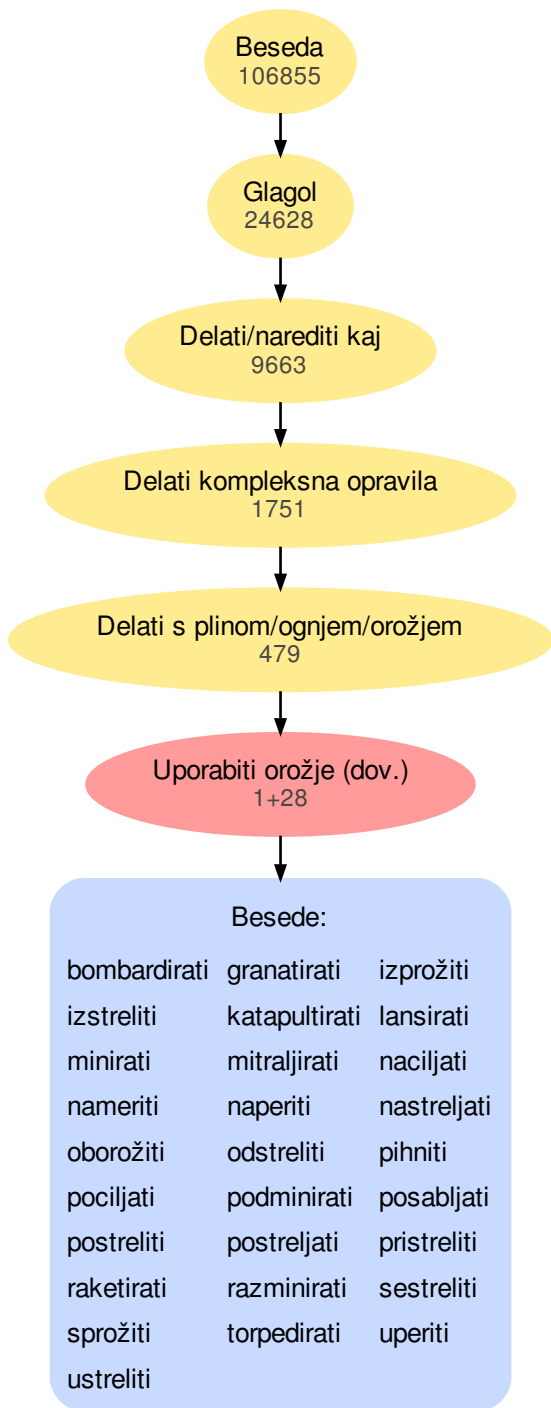 Beseda
106855
Glagol
24628
Delati/narediti kaj
9663
Delati kompleksna opravila
1751
Delati s plinom/ognjem/orožjem
479
Uporabiti orožje (dov.)
1+28
Besede:
bombardirati granatirati izprožiti
izstreliti katapultirati lansirati
minirati mitraljirati naciljati
nameriti naperiti nastreljati
oborožiti odstreliti pihniti
pociljati podminirati posabljati
postreliti postreljati pristreliti
raketirati razminirati sestreliti
sprožiti torpedirati uperiti
ustreliti